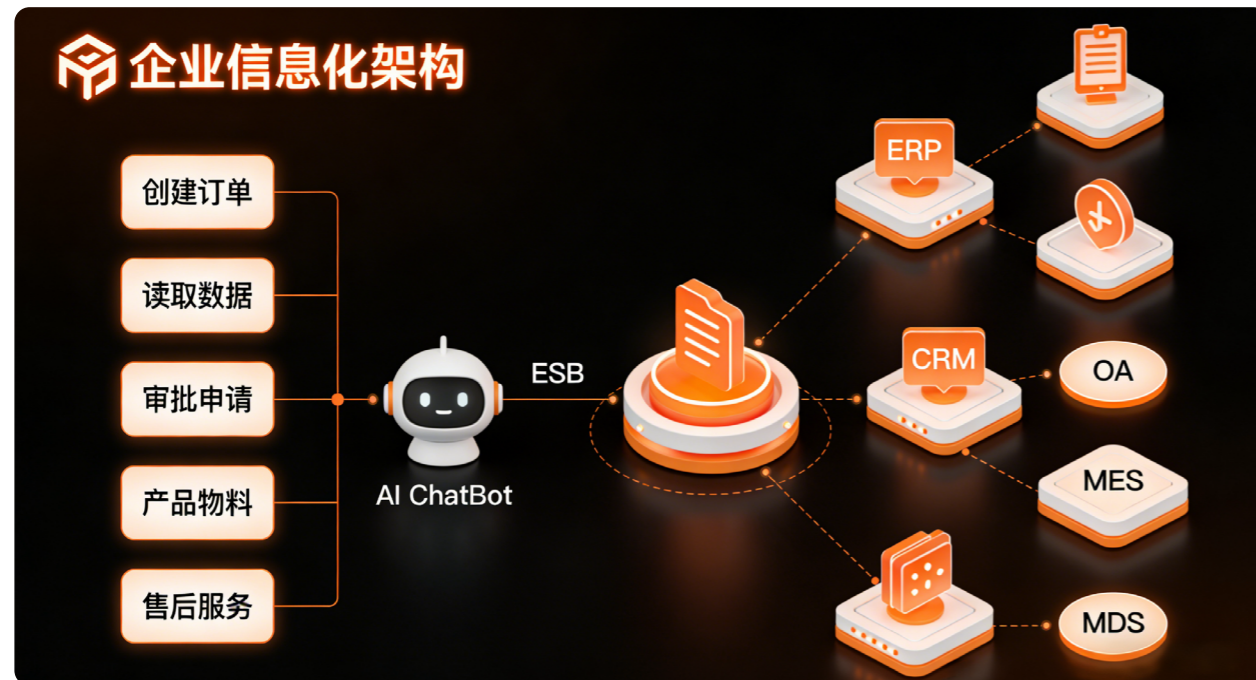 企业信息化架构
创建订单
读取数据
审批申请
产品物料
售后服务
AI ChatBot
ESB
ERP
CRM
OA
MES
MDS